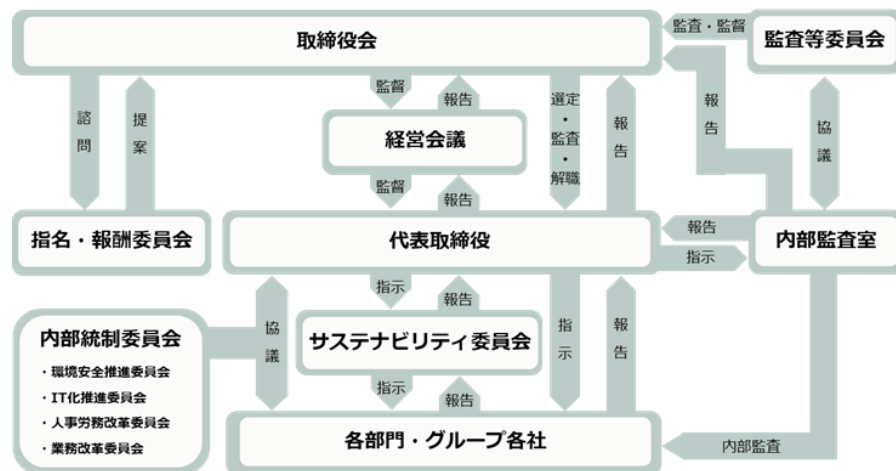 取締役会
監査・監督
監査等委員会
諮問
提案
監督
報告
選定・監査・解職
報告
報告
協議
経営会議
監督
報告
指名・報酬委員会
代表取締役
報告
指示
内部監査室
指示
報告
協議
指示
報告
内部統制委員会
・環境安全推進委員会
・IT化推進委員会
・人事労務改革委員会
・業務改革委員会
サステナビリティ委員会
指示
報告
各部門・グループ各社
内部監査